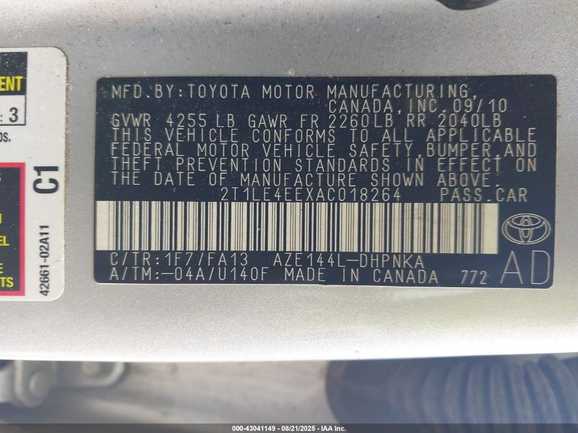 MFD.BY:TOYOTA MOTOR MANUFACTURING,
CANADA, INC.09/10
GVWR 4255 LB GAWR FR 2260LB RR 2040LB
THIS VEHICLE CONFORMS TO ALL APPLICABLE
FEDERAL MOTOR VEHICLE SAFETY, BUMPER, AND
THEFT PREVENTION STANDARDS IN EFFECT ON
THE DATE OF MANUFACTURE SHOWN ABOVE.
2T1LE4EEXAC018264 PASS.CAR
C/TR:1F7/FA13 AZE144L-DHPNKA
A/TM:-04A/U140F MADE IN CANADA 772
TOYOTA
AD
: 3
C1
42661-02A11
000-43041149 - 08/21/2025 - IAA Inc.